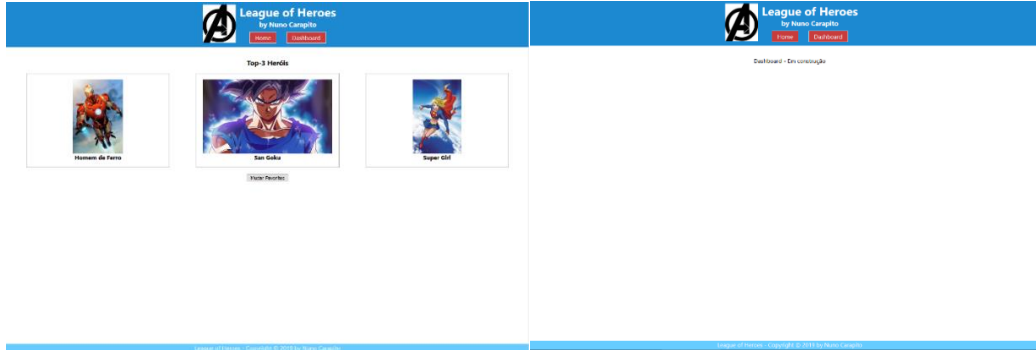 League of Heroes
by Nuno Carapito
Home Dashboard
Top-3 Heróis
Homem de Ferro
San Goku
Super Girl
Favoritos
League of Heroes - Copyright © 2019 by Nuno Carapito
League of Heroes
by Nuno Carapito
Home Dashboard
Dashboard - Em construção
League of Heroes - Copyright © 2019 by Nuno Carapito